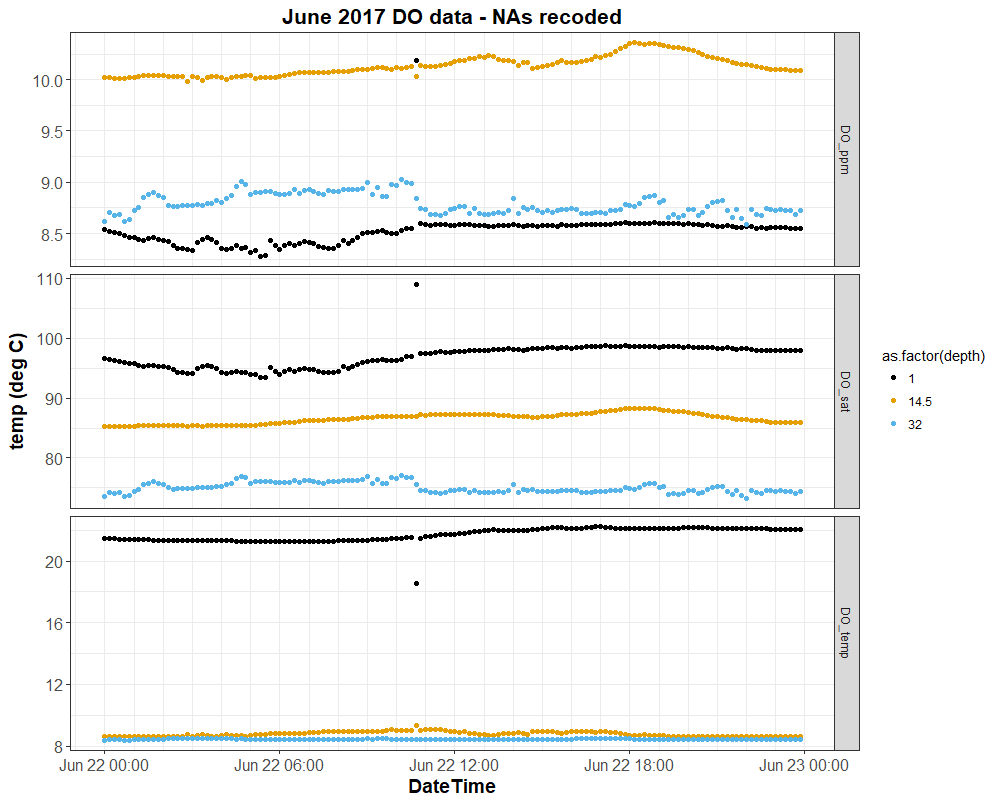 June 2017 DO data - NAs recoded
temp (deg C)
10.0
9.5
9.0
8.5
DO_ppm
110
100
90
80
DO_sat
20
16
12
8
DO_temp
Jun 22 00:00 Jun 22 06:00 Jun 22 12:00 Jun 22 18:00 Jun 23 00:00
DateTime
as.factor(depth)
1
14.5
32